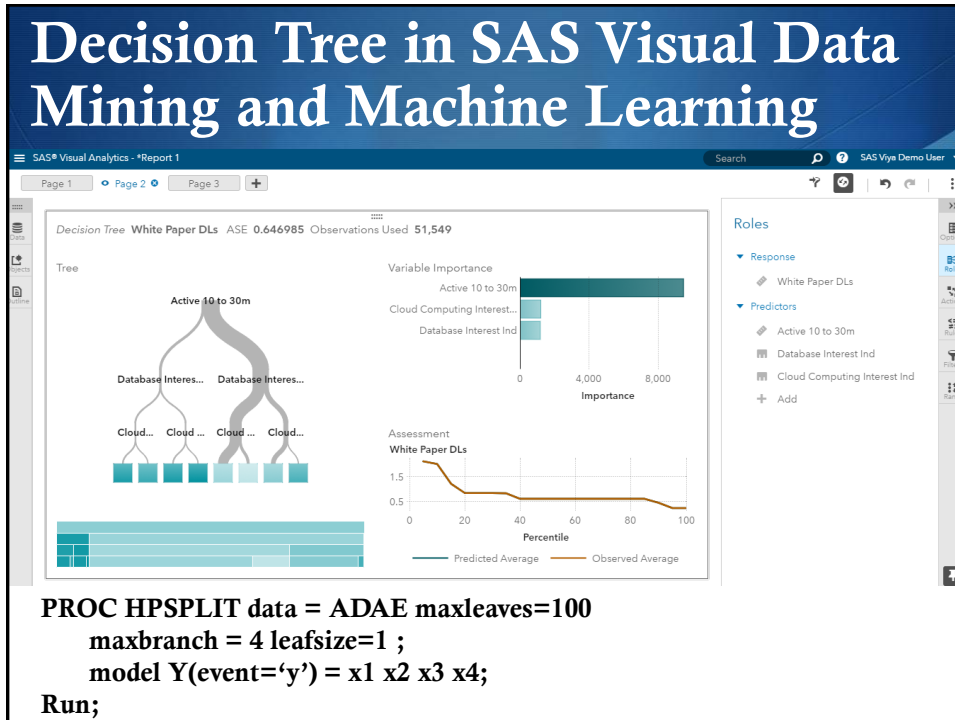 Decision Tree in SAS Visual Data
Mining and Machine Learning
SAS® Visual Analytics - *Report 1
Search
SAS Viya Demo User
Page 1
Page 2
Page 3
Decision Tree White Paper DLs ASE 0.646985 Observations Used 51,549
Tree
Active 10 to 30m
Database Interes... Database Interes...
Cloud... Cloud ... Cloud ... Cloud...
Variable Importance
Active 10 to 30m
Cloud Computing Interest...
Database Interest Ind
0 4,000 8,000
Importance
Assessment
White Paper DLs
1.5
0.5
0 20 40 60 80 100
Percentile
Predicted Average Observed Average
Roles
Response
White Paper DLs
Predictors
Active 10 to 30m
Database Interest Ind
Cloud Computing Interest Ind
Add
Data
PROC HPSPLIT data = ADAE maxleaves=100
maxbranch = 4 leafsize=1 ;
model Y(event=‘y’) = x1 x2 x3 x4;
Run;